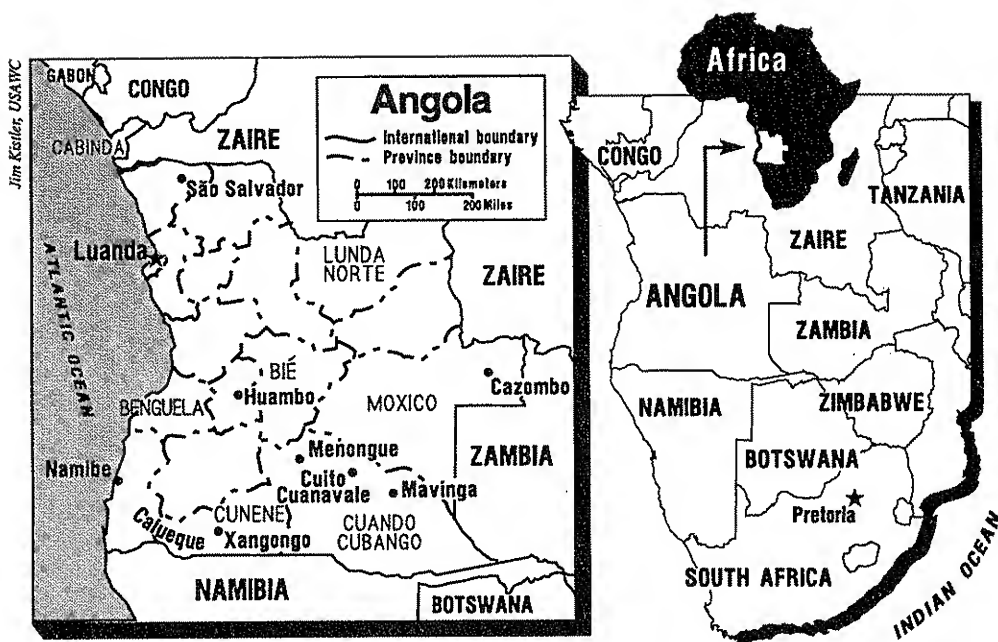 Jim Kistler, USAWC
GABON
CONGO
CABINDA
ZAIRE
Angola
International boundary
Province boundary
0 100 200 Kilometers
0 100 200 Miles
São Salvador
Luanda
ATLANTIC OCEAN
LUNDA
NORTE
ZAIRE
BIÉ
Huambo
BENGUELA
MOXICO
Cazombo
ZAMBIA
Menongue
Cuito
Cuanavale
Mavinga
Namibe
CUNENE
Calueque
Xangongo
CUANDO
CUBANGO
NAMIBIA
BOTSWANA
Africa
CONGO
TANZANIA
ZAIRE
ANGOLA
ZAMBIA
NAMIBIA
ZIMBABWE
BOTSWANA
Pretoria
SOUTH AFRICA
INDIAN OCEAN